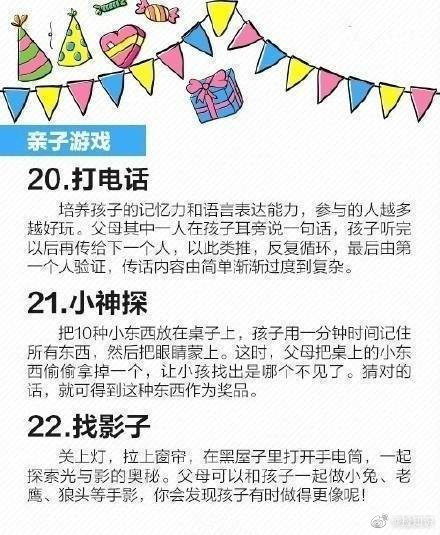 亲子游戏
20.打电话
培养孩子的记忆力和语言表达能力，参与的人越多
越好玩。父母其中一人在孩子耳旁说一句话，孩子听完
以后再传给下一个人，以此类推，反复循环，最后由第
一个人验证，传话内容由简单渐渐过度到复杂。
21.小神探
把10种小东西放在桌子上，孩子用一分钟时间记住
所有东西，然后把眼睛蒙上。这时，父母把桌上的小东
西偷偷拿掉一个，让小孩找出是哪个不见了。猜对的
话，就可得到这种东西作为奖品。
22.找影子
关上灯，拉上窗帘，在黑屋子里打开手电筒，一起
探索光与影的奥秘。父母可以和孩子一起做小兔、老
鹰、狼头等手影，你会发现孩子有时做得更像呢！